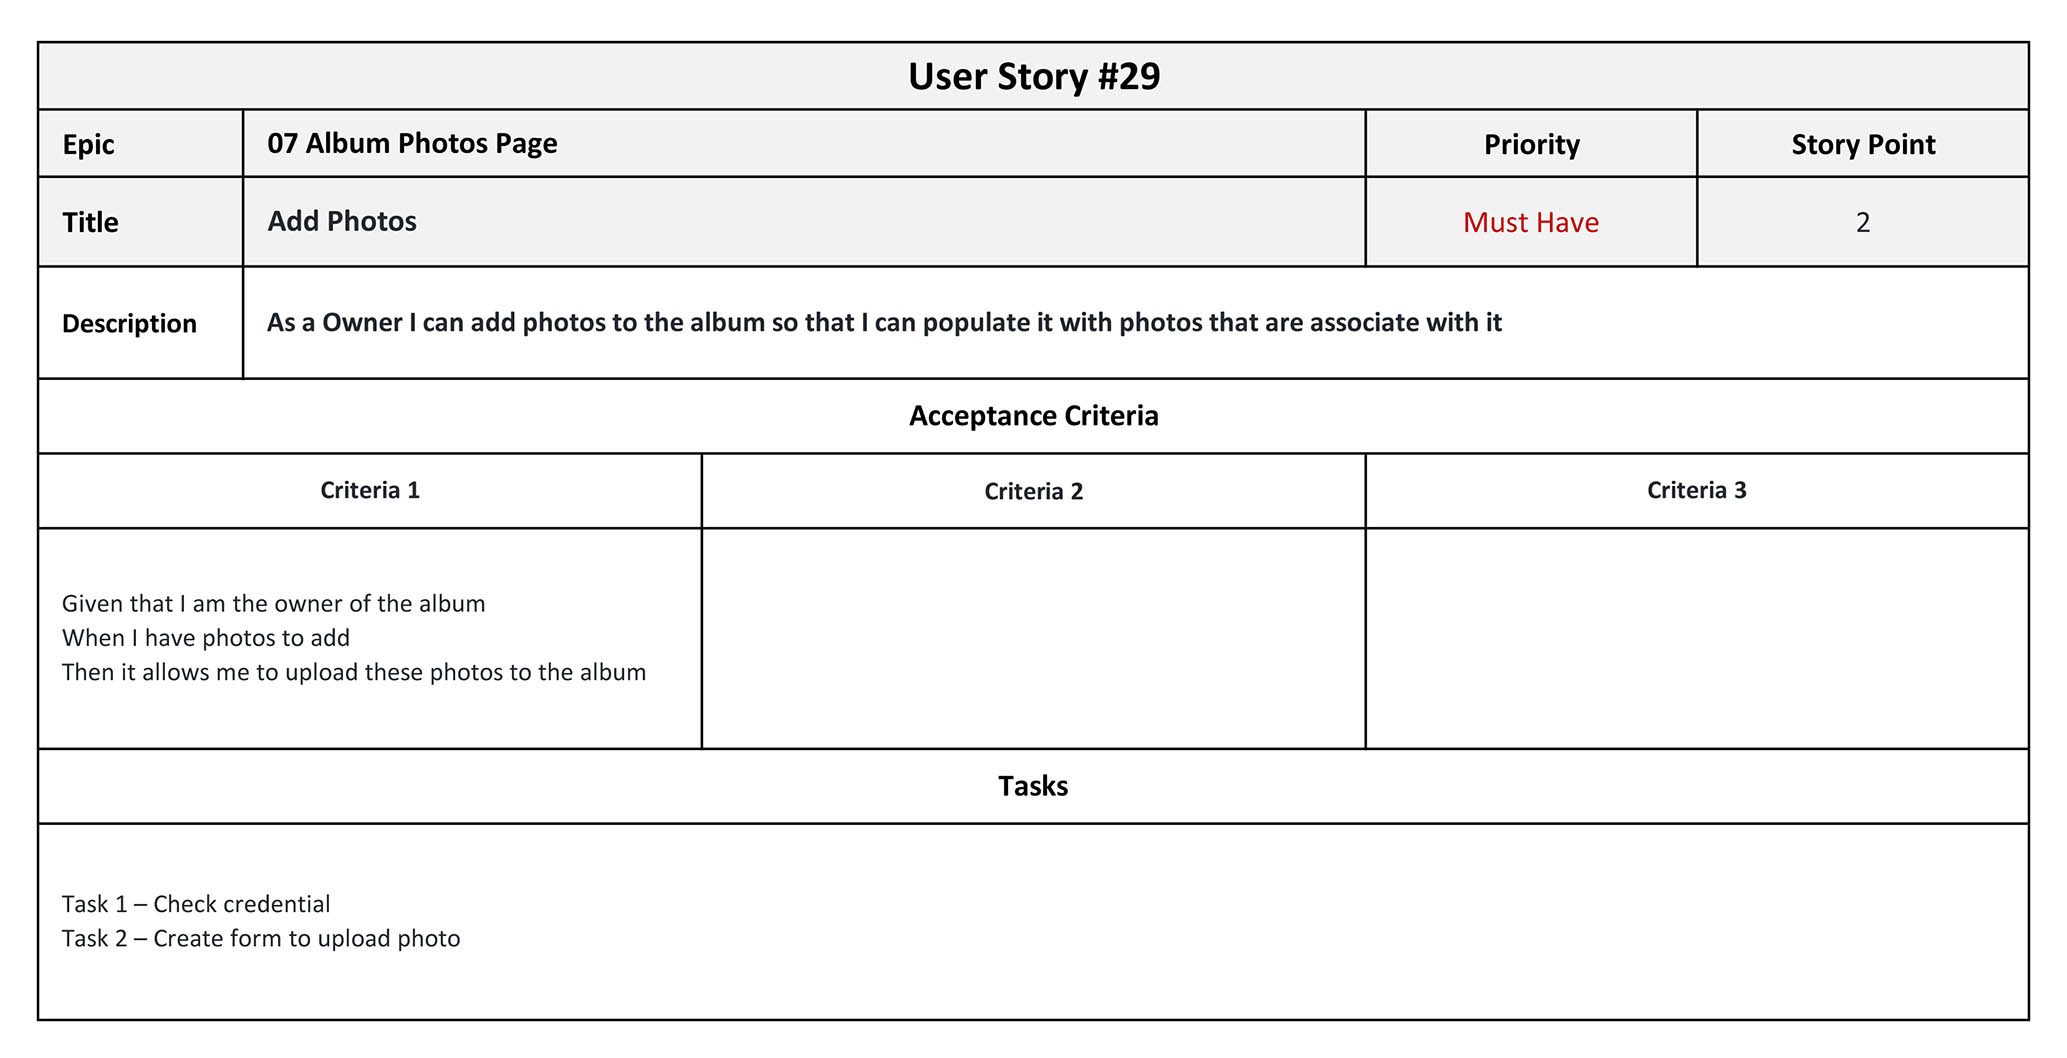 User Story #29
Epic
07 Album Photos Page
Priority
Story Point
Title
Add Photos
Must Have
2
Description
As a Owner I can add photos to the album so that I can populate it with photos that are associate with it
Acceptance Criteria
Criteria 1
Criteria 2
Criteria 3
Given that I am the owner of the album
When I have photos to add
Then it allows me to upload these photos to the album
Tasks
Task 1 – Check credential
Task 2 – Create form to upload photo